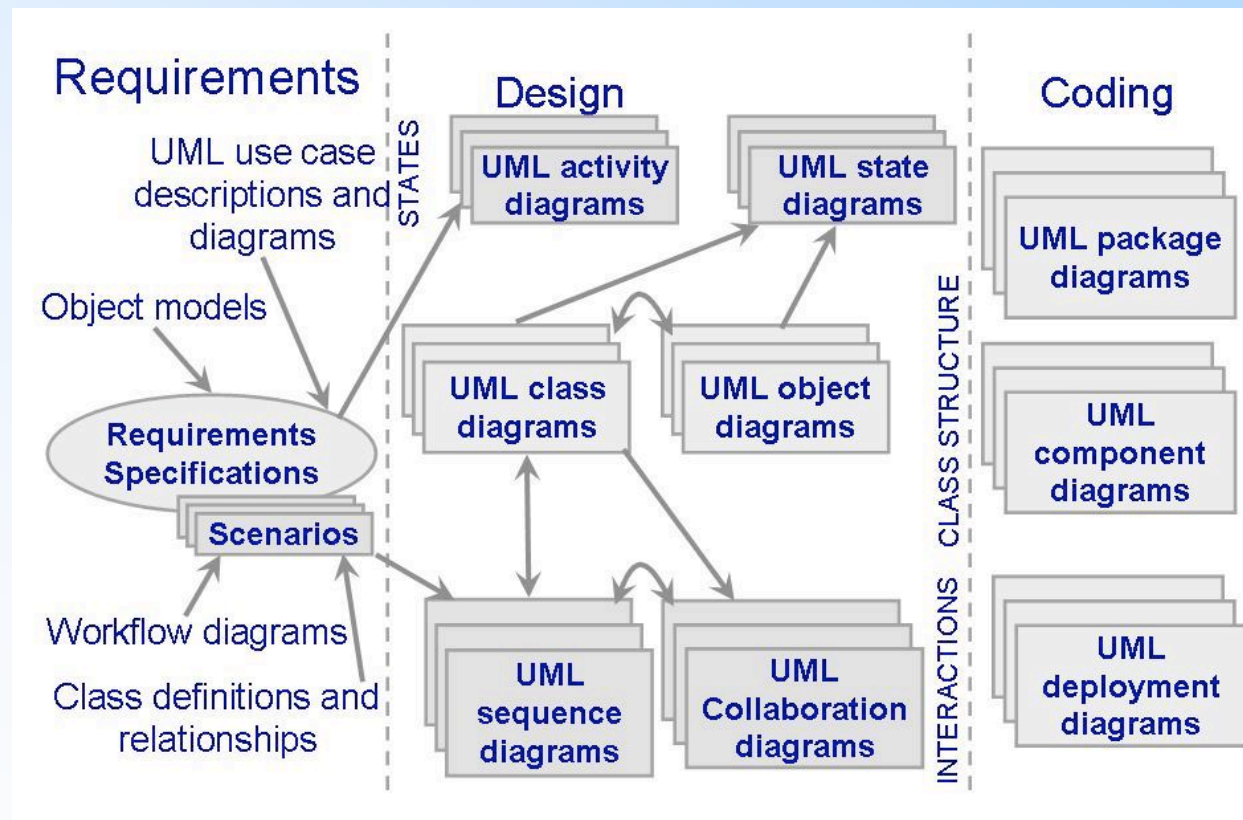 Requirements
UML use case
descriptions and
diagrams
Object models
Requirements
Specifications
Scenarios
Workflow diagrams
Class definitions and
relationships
Design
STATES
UML activity
diagrams
UML state
diagrams
UML class
diagrams
UML object
diagrams
UML
sequence
diagrams
UML
Collaboration
diagrams
CLASS STRUCTURE
INTERACTIONS
Coding
UML package
diagrams
UML
component
diagrams
UML
deployment
diagrams